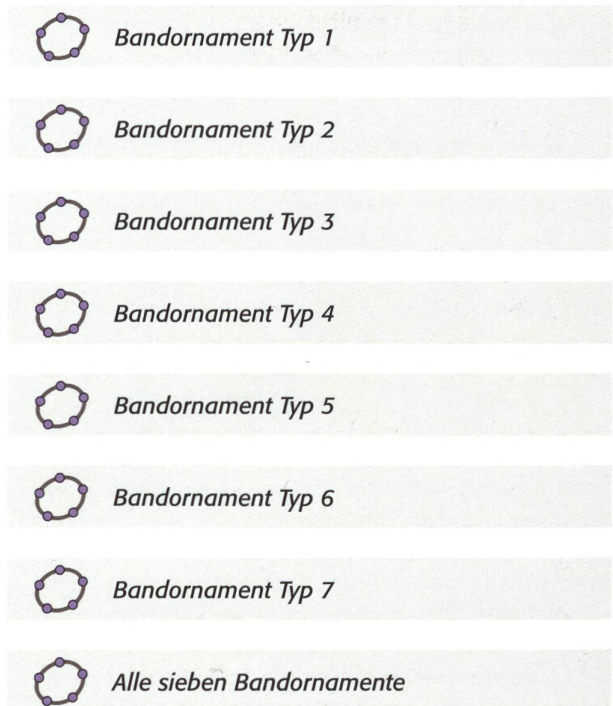 Bandornament Typ 1
Bandornament Typ 2
Bandornament Typ 3
Bandornament Typ 4
Bandornament Typ 5
Bandornament Typ 6
Bandornament Typ 7
Alle sieben Bandornamente